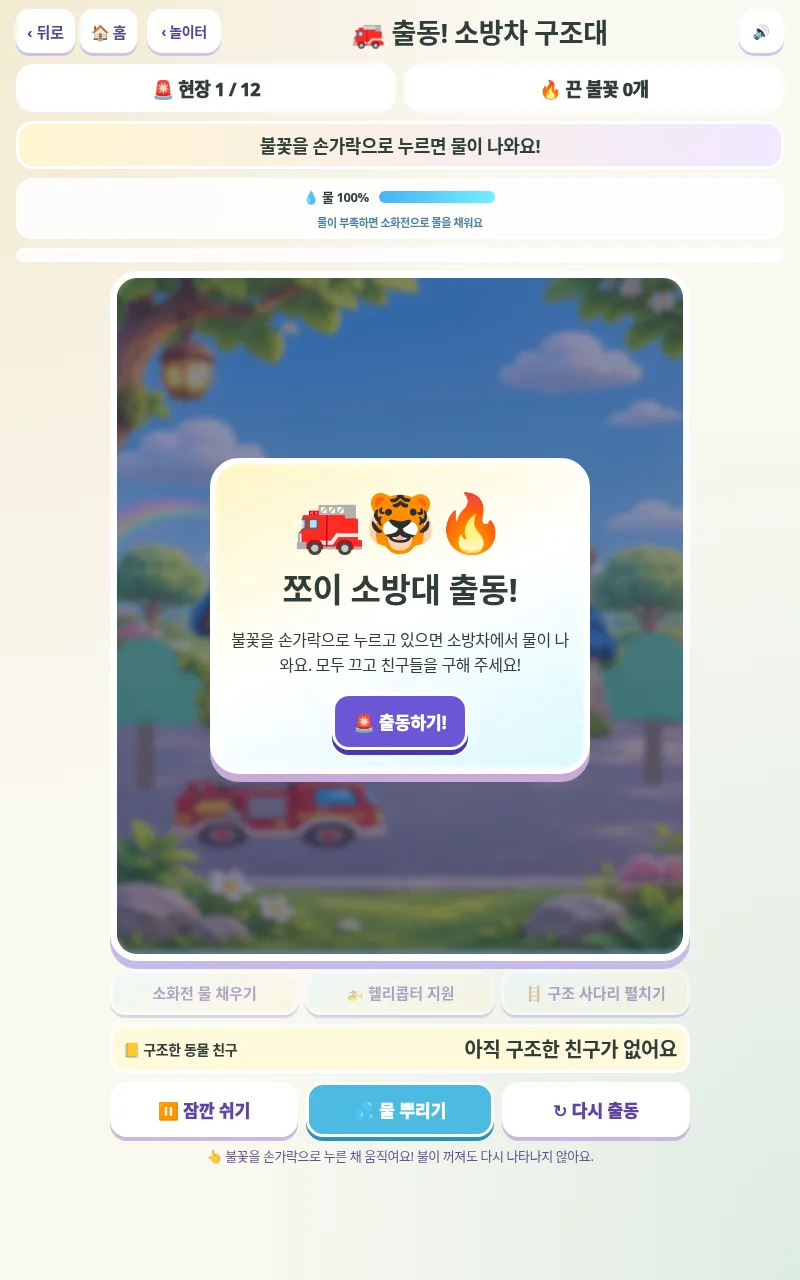 ‹ 뒤로
🏠 홈
‹ 놀이터
🚒 출동! 소방차 구조대
🔊
🚨 현장 1 / 12
🔥 끈 불꽃 0개
불꽃을 손가락으로 누르면 물이 나와요!
💧 물 100%
물이 부족하면 소화전으로 물을 채워요
쪼이 소방대 출동!
불꽃을 손가락으로 누르고 있으면 소방차에서 물이 나
와요. 모두 끄고 친구들을 구해 주세요!
🚨 출동하기!
소화전 물 채우기
🚁 헬리콥터 지원
🪜 구조 사다리 펼치기
📒 구조한 동물 친구
아직 구조한 친구가 없어요
⏸️ 잠깐 쉬기
💦 물 뿌리기
↻ 다시 출동
👆 불꽃을 손가락으로 누른 채 움직여요! 불이 꺼져도 다시 나타나지 않아요.